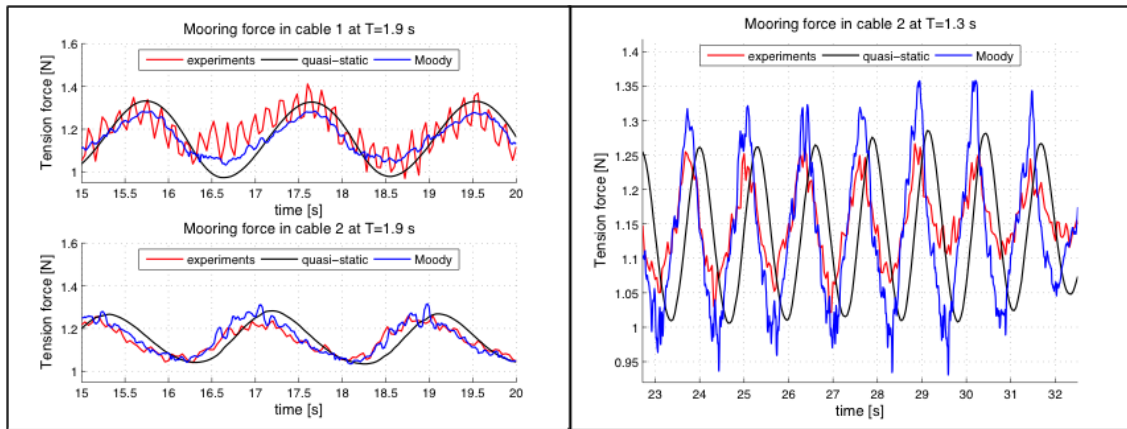 Mooring force in cable 1 at T=1.9 s
Tension force [N]
1.6
1.4
1.2
1
experiments quasi−static Moody
15 15.5 16 16.5 17 17.5 18 18.5 19 19.5 20
time [s]
Mooring force in cable 2 at T=1.9 s
Tension force [N]
1.6
1.4
1.2
1
experiments quasi−static Moody
15 15.5 16 16.5 17 17.5 18 18.5 19 19.5 20
time [s]
Mooring force in cable 2 at T=1.3 s
Tension force [N]
1.4
1.35
1.3
1.25
1.2
1.15
1.1
1.05
1
0.95
experiments quasi−static Moody
23 24 25 26 27 28 29 30 31 32
time [s]